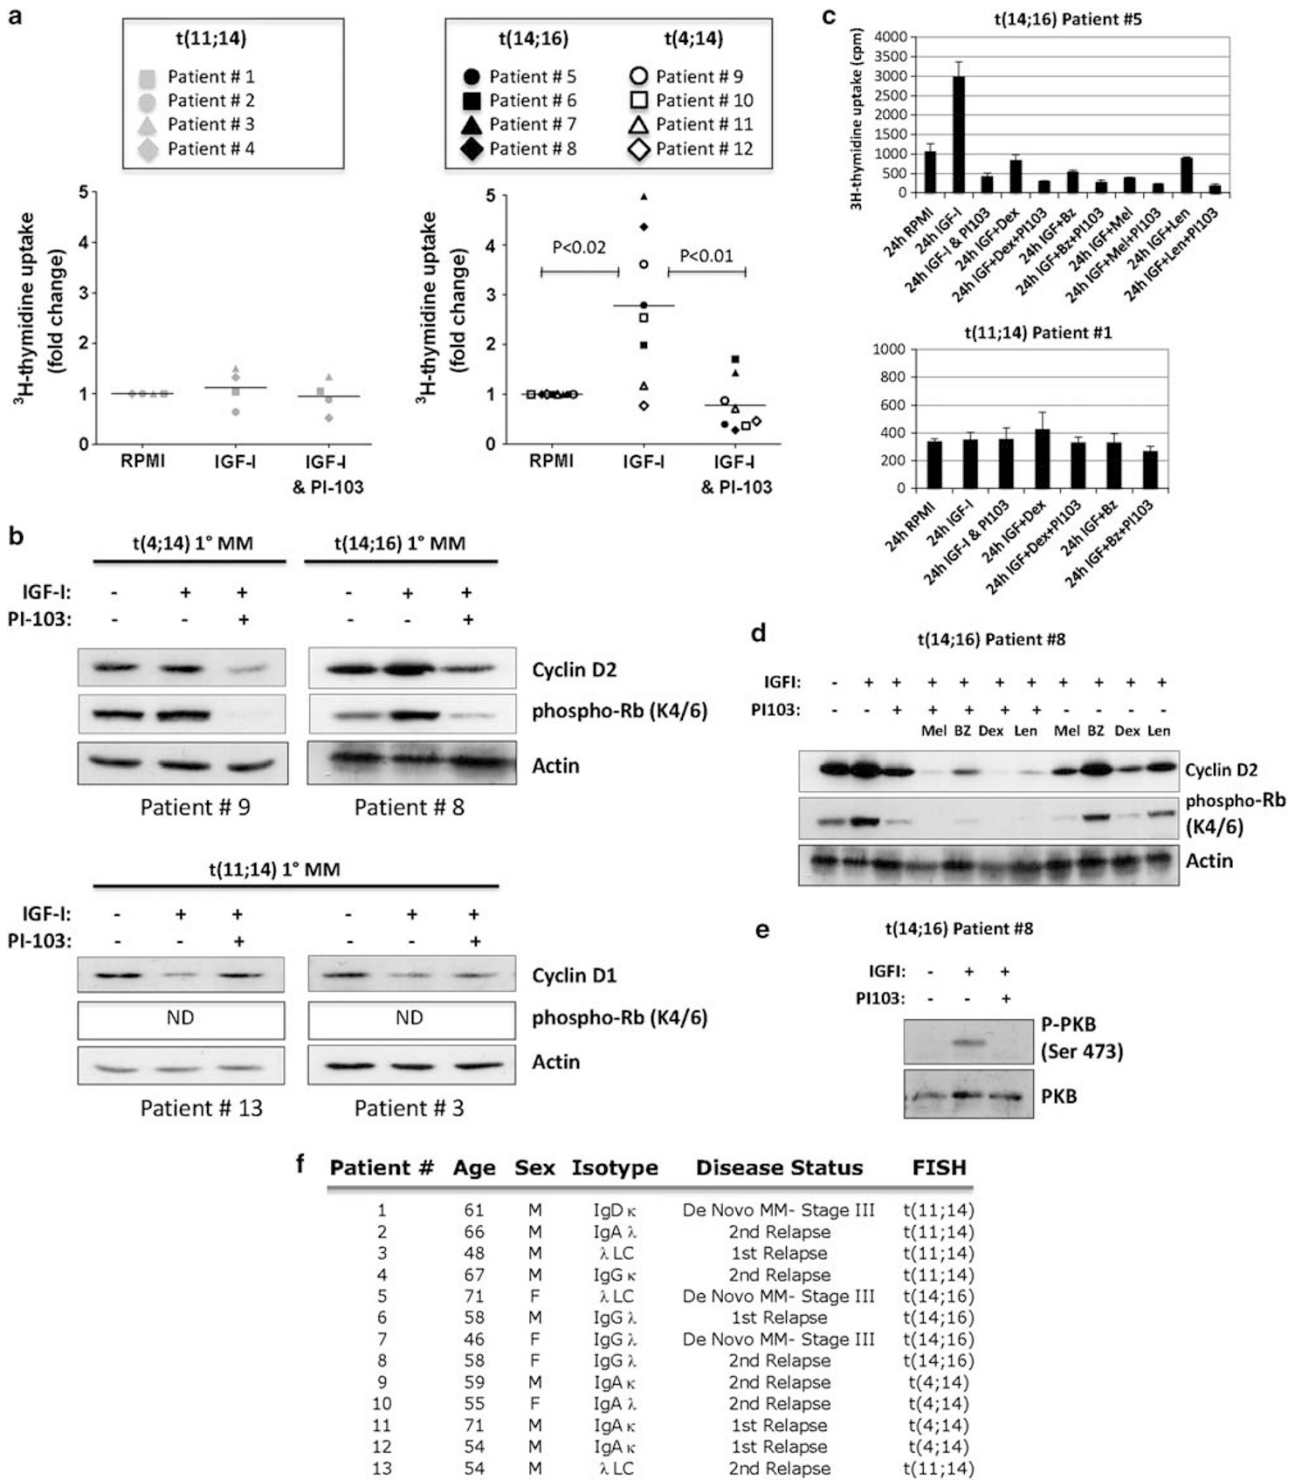 a
t(11;14)
Patient # 1
Patient # 2
Patient # 3
Patient # 4
t(14;16) t(4;14)
Patient # 5 Patient # 9
Patient # 6 Patient # 10
Patient # 7 Patient # 11
Patient # 8 Patient # 12
³H-thymidine uptake
(fold change)
5
4
3
2
1
0
RPMI IGF-I IGF-I
& PI-103
³H-thymidine uptake
(fold change)
5
4
3
2
1
0
P<0.02 P<0.01
RPMI IGF-I IGF-I
& PI-103
c
t(14;16) Patient #5
3H-thymidine uptake (cpm)
4000
3500
3000
2500
2000
1500
1000
500
0
24h RPMI
24h IGF-I
24h IGF-I & PI103
24h IGF+Dex
24h IGF+Dex+PI103
24h IGF+Bz
24h IGF+Bz+PI103
24h IGF+Mel
24h IGF+Mel+PI103
24h IGF+Len
24h IGF+Len+PI103
t(11;14) Patient #1
1000
800
600
400
200
0
24h RPMI
24h IGF-I
24h IGF-I & PI103
24h IGF+Dex
24h IGF+Dex+PI103
24h IGF+Bz
24h IGF+Bz+PI103
b
t(4;14) 1° MM t(14;16) 1° MM
IGF-I: - + + - + +
PI-103: - - + - - +
Cyclin D2
phospho-Rb (K4/6)
Actin
Patient # 9 Patient # 8
t(11;14) 1° MM
IGF-I: - + + - + +
PI-103: - - + - - +
Cyclin D1
ND ND phospho-Rb (K4/6)
Actin
Patient # 13 Patient # 3
d
t(14;16) Patient #8
IGFI: - + + + + + + + + + +
PI103: - - + + + + + - - - -
Mel BZ Dex Len Mel BZ Dex Len
Cyclin D2
phospho-Rb
(K4/6)
Actin
e
t(14;16) Patient #8
IGFI: - + +
PI103: - - +
P-PKB
(Ser 473)
PKB
f
Patient # Age Sex Isotype Disease Status FISH
1 61 M IgD κ De Novo MM- Stage III t(11;14)
2 66 M IgA λ 2nd Relapse t(11;14)
3 48 M λ LC 1st Relapse t(11;14)
4 67 M IgG κ 2nd Relapse t(11;14)
5 71 F λ LC De Novo MM- Stage III t(14;16)
6 58 M IgG λ 1st Relapse t(14;16)
7 46 F IgG λ De Novo MM- Stage III t(14;16)
8 58 F IgG λ 2nd Relapse t(14;16)
9 59 M IgA κ 2nd Relapse t(4;14)
10 55 F IgA λ 2nd Relapse t(4;14)
11 71 M IgA κ 1st Relapse t(4;14)
12 54 M IgA κ 1st Relapse t(4;14)
13 54 M λ LC 2nd Relapse t(11;14)